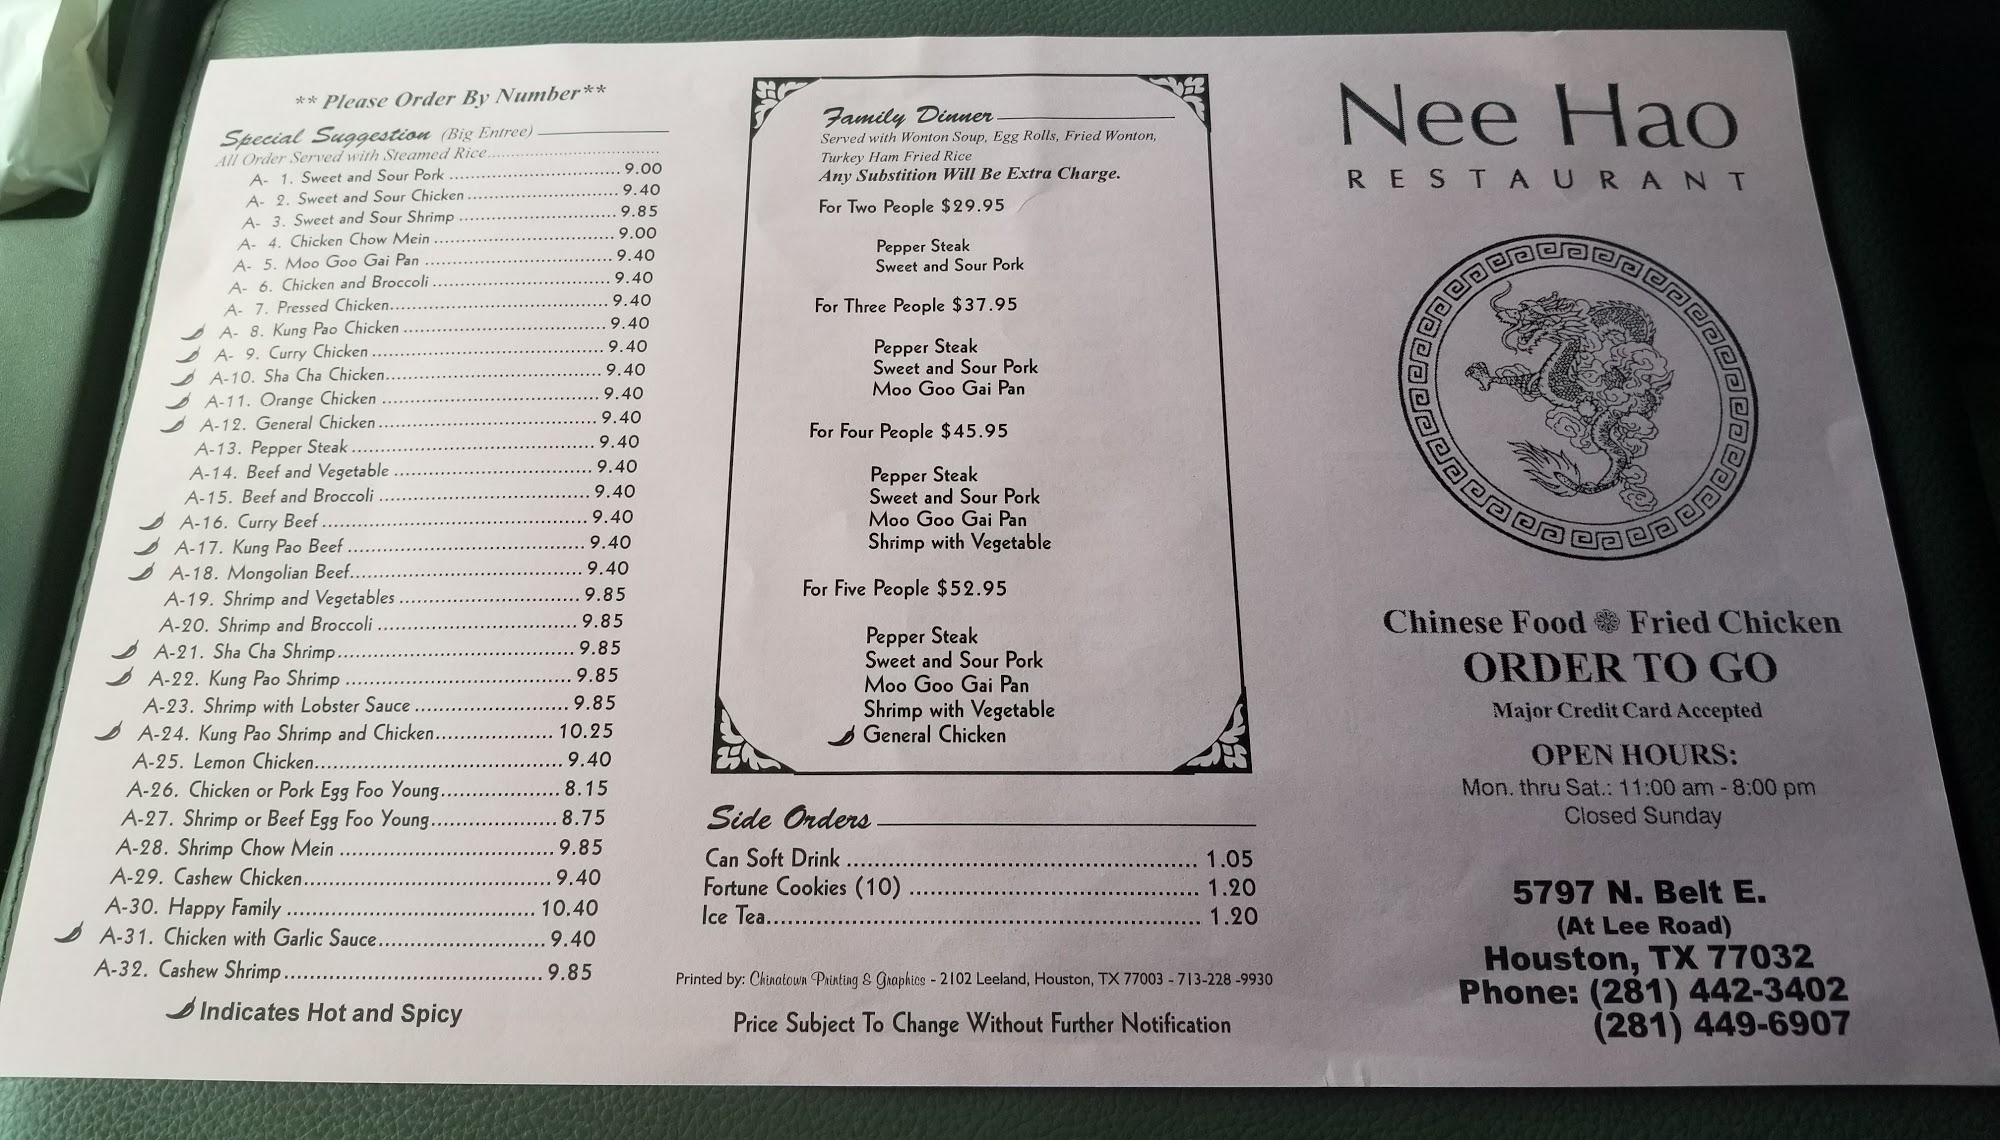 ** Please Order By Number**
Special Suggestion (Big Entree)
All Order Served with Steamed Rice
A- 1. Sweet and Sour Pork 9.00
A- 2. Sweet and Sour Chicken 9.40
A- 3. Sweet and Sour Shrimp 9.85
A- 4. Chicken Chow Mein 9.00
A- 5. Moo Goo Gai Pan 9.40
A- 6. Chicken and Broccoli 9.40
A- 7. Pressed Chicken 9.40
A- 8. Kung Pao Chicken 9.40
A- 9. Curry Chicken 9.40
A-10. Sha Cha Chicken 9.40
A-11. Orange Chicken 9.40
A-12. General Chicken 9.40
A-13. Pepper Steak 9.40
A-14. Beef and Vegetable 9.40
A-15. Beef and Broccoli 9.40
A-16. Curry Beef 9.40
A-17. Kung Pao Beef 9.40
A-18. Mongolian Beef 9.40
A-19. Shrimp and Vegetables 9.85
A-20. Shrimp and Broccoli 9.85
A-21. Sha Cha Shrimp 9.85
A-22. Kung Pao Shrimp 9.85
A-23. Shrimp with Lobster Sauce 9.85
A-24. Kung Pao Shrimp and Chicken 10.25
A-25. Lemon Chicken 9.40
A-26. Chicken or Pork Egg Foo Young 8.15
A-27. Shrimp or Beef Egg Foo Young 8.75
A-28. Shrimp Chow Mein 9.85
A-29. Cashew Chicken 9.40
A-30. Happy Family 10.40
A-31. Chicken with Garlic Sauce 9.40
A-32. Cashew Shrimp 9.85
Indicates Hot and Spicy
Family Dinner
Served with Wonton Soup, Egg Rolls, Fried Wonton,
Turkey Ham Fried Rice
Any Substition Will Be Extra Charge.
For Two People $29.95
Pepper Steak
Sweet and Sour Pork
For Three People $37.95
Pepper Steak
Sweet and Sour Pork
Moo Goo Gai Pan
For Four People $45.95
Pepper Steak
Sweet and Sour Pork
Moo Goo Gai Pan
Shrimp with Vegetable
For Five People $52.95
Pepper Steak
Sweet and Sour Pork
Moo Goo Gai Pan
Shrimp with Vegetable
General Chicken
Side Orders
Can Soft Drink 1.05
Fortune Cookies (10) 1.20
Ice Tea 1.20
Printed by: Chinatown Printing & Graphics - 2102 Leeland, Houston, TX 77003 - 713-228 -9930
Price Subject To Change Without Further Notification
Nee Hao
RESTAURANT
Chinese Food Fried Chicken
ORDER TO GO
Major Credit Card Accepted
OPEN HOURS:
Mon. thru Sat.: 11:00 am - 8:00 pm
Closed Sunday
5797 N. Belt E.
(At Lee Road)
Houston, TX 77032
Phone: (281) 442-3402
(281) 449-6907